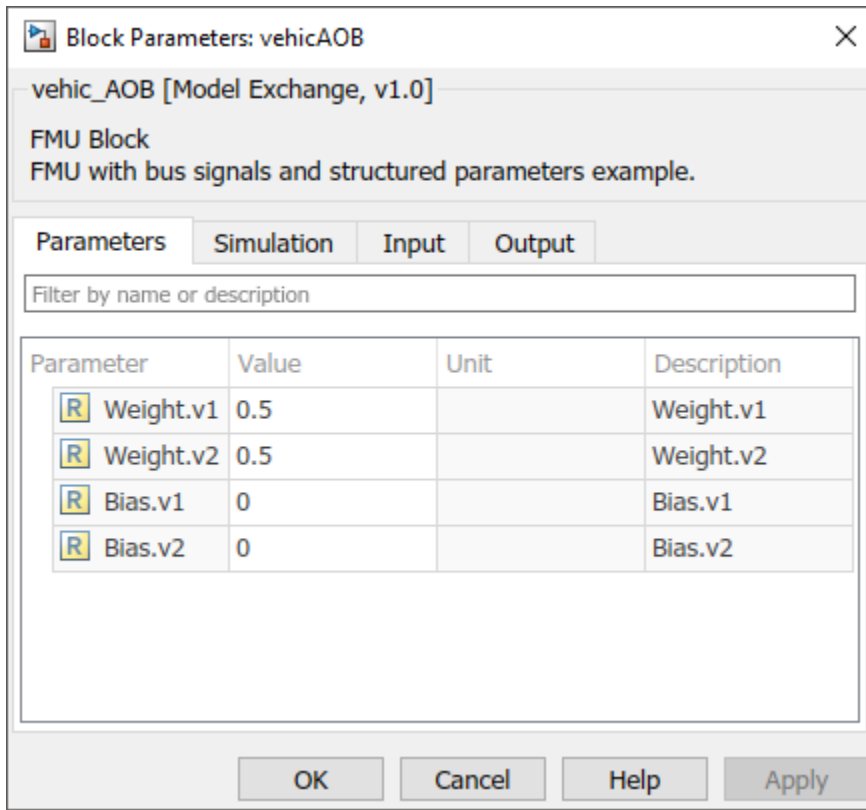 Block Parameters: vehicAOB
vehic_AOB [Model Exchange, v1.0]
FMU Block
FMU with bus signals and structured parameters example.
Parameters Simulation Input Output
Filter by name or description
Parameter Value Unit Description
R Weight.v1 0.5 Weight.v1
R Weight.v2 0.5 Weight.v2
R Bias.v1 0 Bias.v1
R Bias.v2 0 Bias.v2
OK Cancel Help Apply